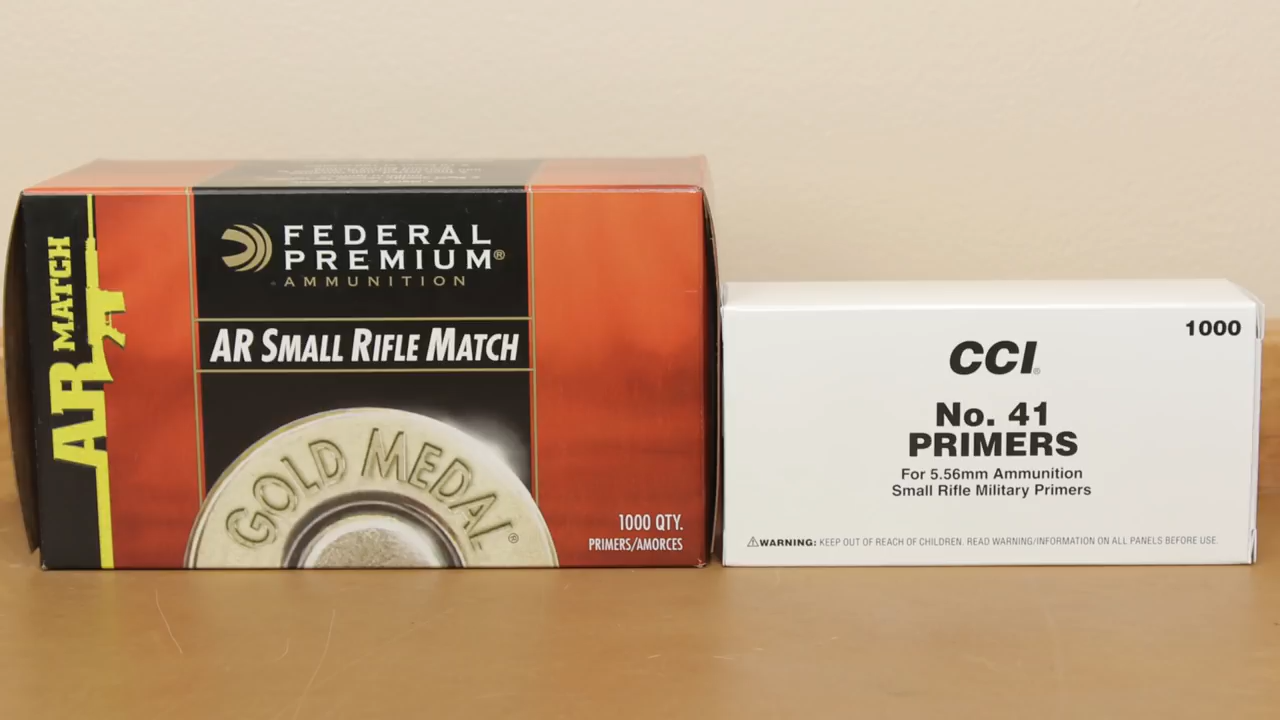 AR MATCH
FEDERAL
PREMIUM®
AMMUNITION
AR SMALL RIFLE MATCH
GOLD MEDAL®
1000 QTY.
PRIMERS/AMORCES
1000
CCI®
No. 41
PRIMERS
For 5.56mm Ammunition
Small Rifle Military Primers
⚠WARNING: KEEP OUT OF REACH OF CHILDREN. READ WARNING/INFORMATION ON ALL PANELS BEFORE USE.